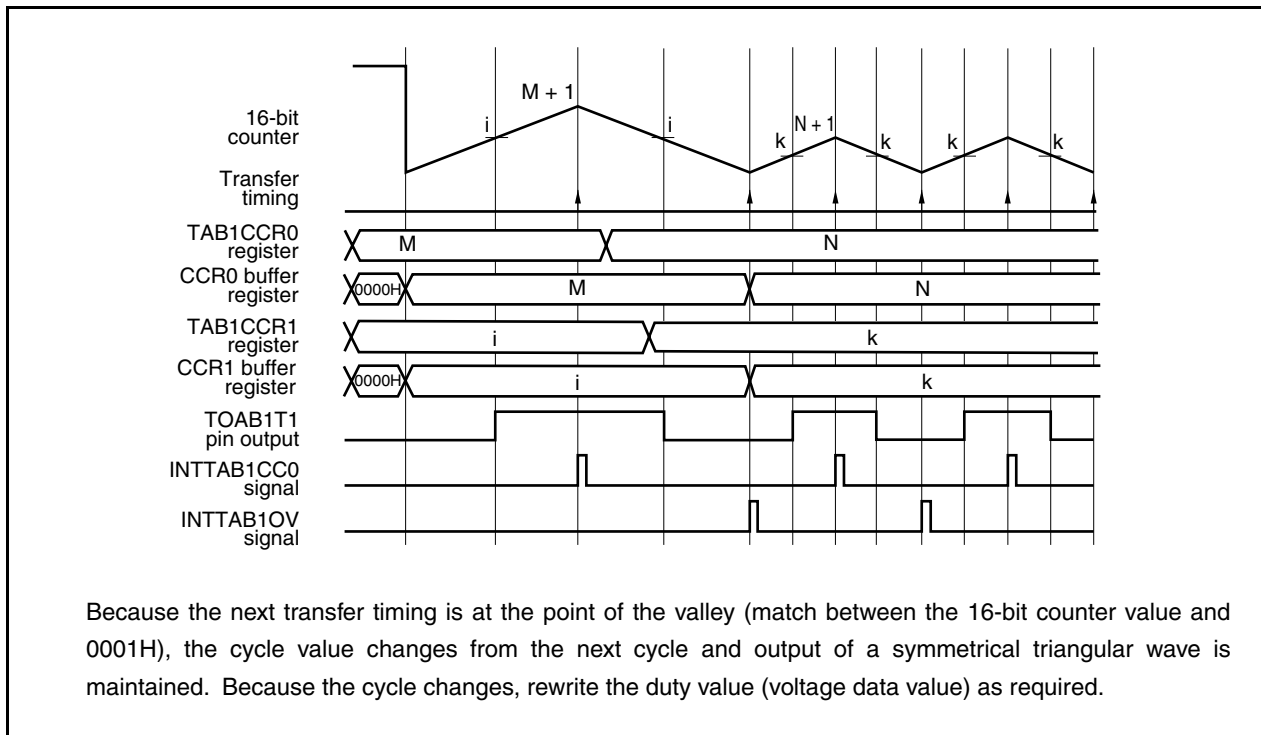 M + 1
i
i
N + 1
k
k
k
k
16-bit
counter
Transfer
timing
TAB1CCR0
register
M
N
CCR0 buffer
register
0000H
M
N
TAB1CCR1
register
i
k
CCR1 buffer
register
0000H
i
k
TOAB1T1
pin output
INTTAB1CC0
signal
INTTAB1OV
signal
Because the next transfer timing is at the point of the valley (match between the 16-bit counter value and
0001H), the cycle value changes from the next cycle and output of a symmetrical triangular wave is
maintained. Because the cycle changes, rewrite the duty value (voltage data value) as required.